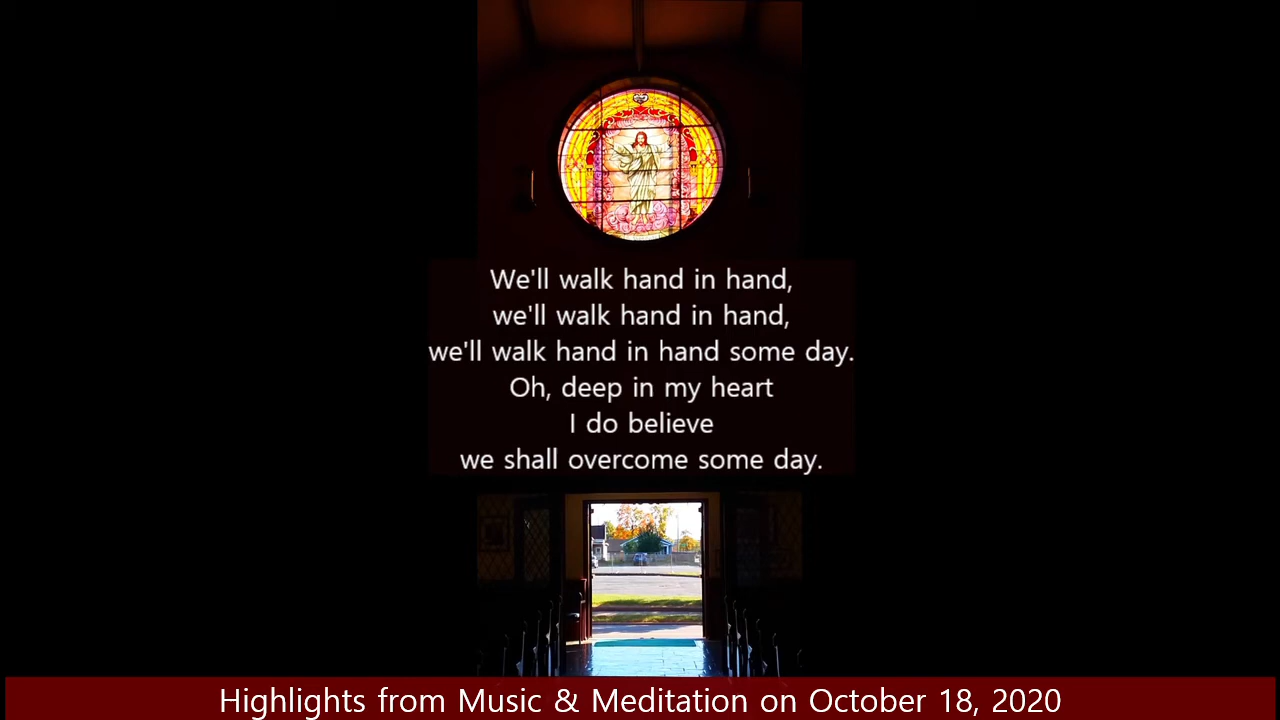 We'll walk hand in hand,
we'll walk hand in hand,
we'll walk hand in hand some day.
Oh, deep in my heart
I do believe
we shall overcome some day.
Highlights from Music & Meditation on October 18, 2020